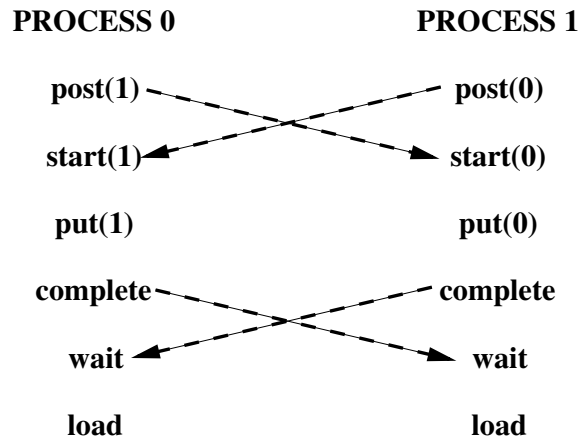 PROCESS 0 PROCESS 1
post(1) post(0)
start(1) start(0)
put(1) put(0)
complete complete
wait wait
load load